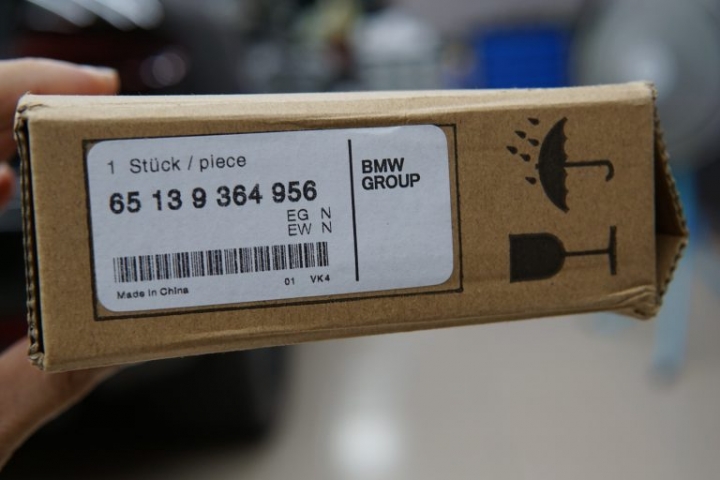 1 Stück / piece
65 13 9 364 956
EG N
EW N
Made in China
01 VK4
BMW
GROUP